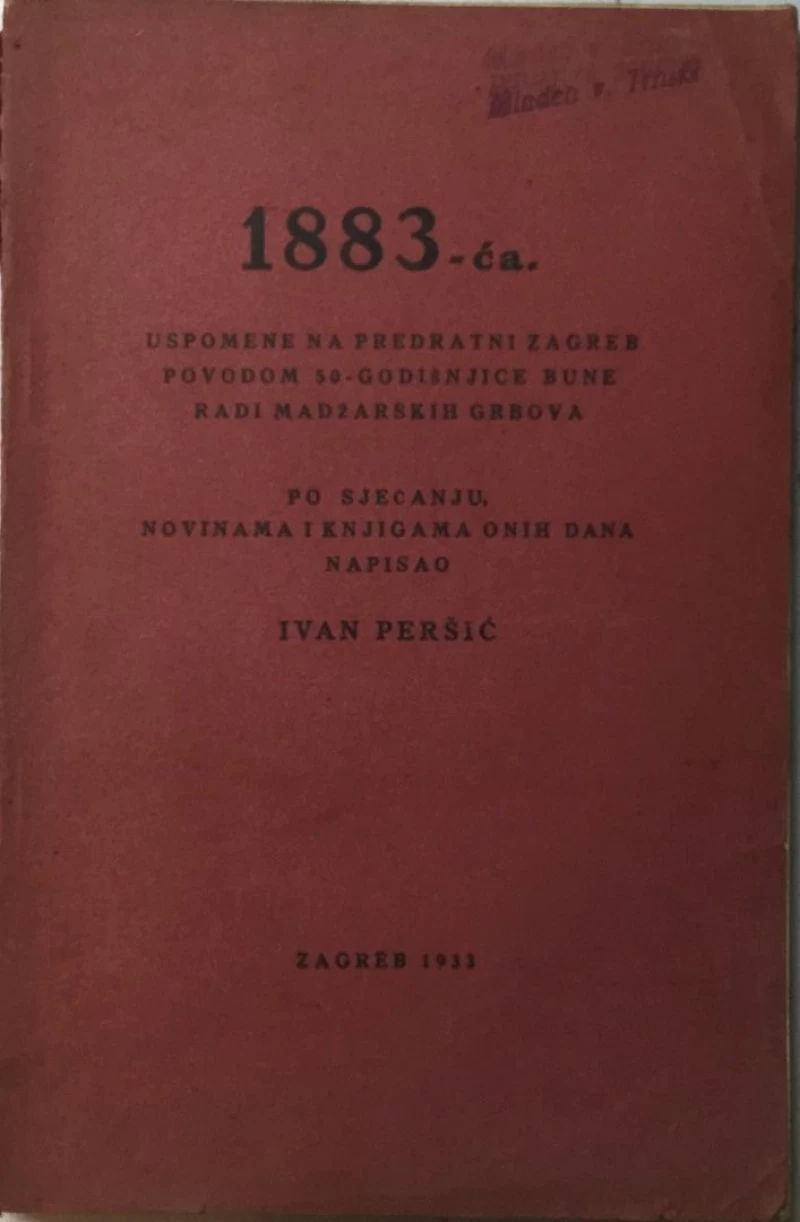 Mladen v. Trnski
1883-ća.
USPOMENE NA PREDRATNI ZAGREB
POVODOM 50-GODIŠNJICE BUNE
RADI MADŽARSKIH GRBOVA
PO SJEĆANJU,
NOVINAMA I KNJIGAMA ONIH DANA
NAPISAO
IVAN PERŠIĆ
ZAGREB 1933